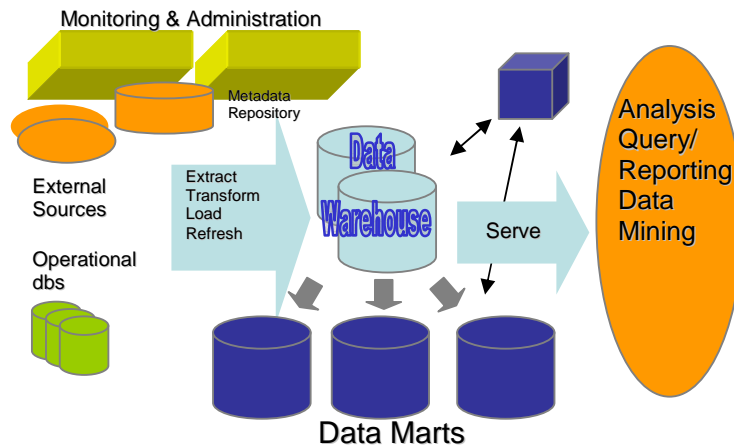 Monitoring & Administration
Metadata
Repository
External
Sources
Operational
dbs
Extract
Transform
Load
Refresh
Data
Warehouse
Serve
Analysis
Query/
Reporting
Data
Mining
Data Marts